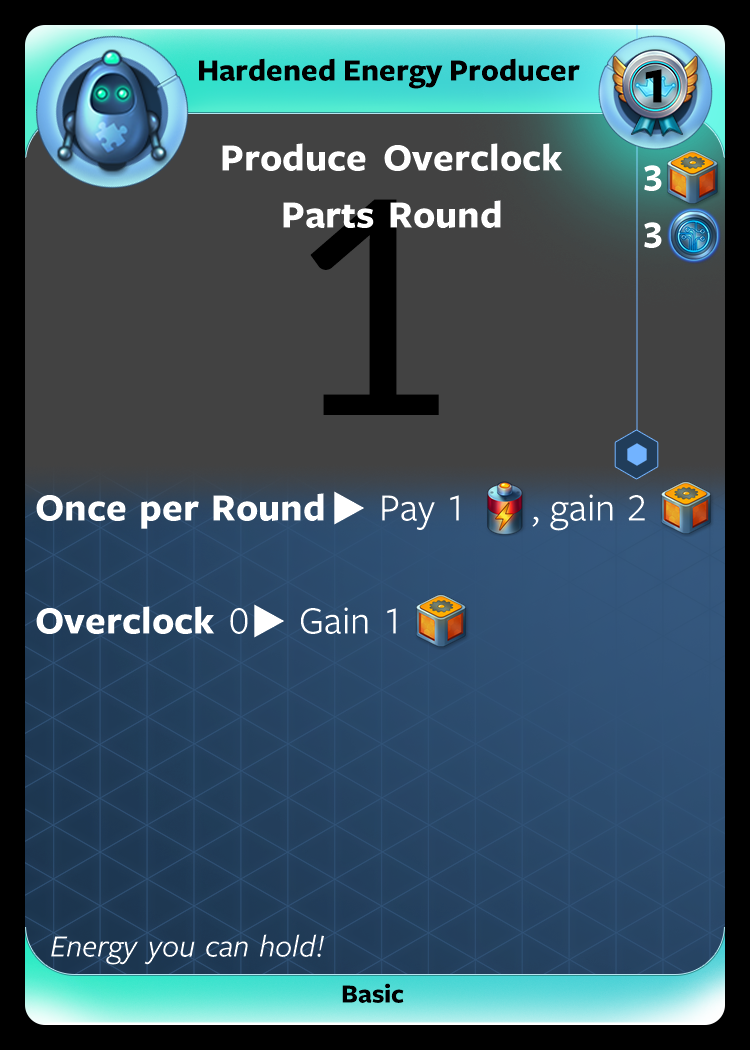 Hardened Energy Producer
1
Produce Overclock
Parts Round
3
3
1
Once per Round▶ Pay 1 , gain 2
Overclock 0▶ Gain 1
Energy you can hold!
Basic